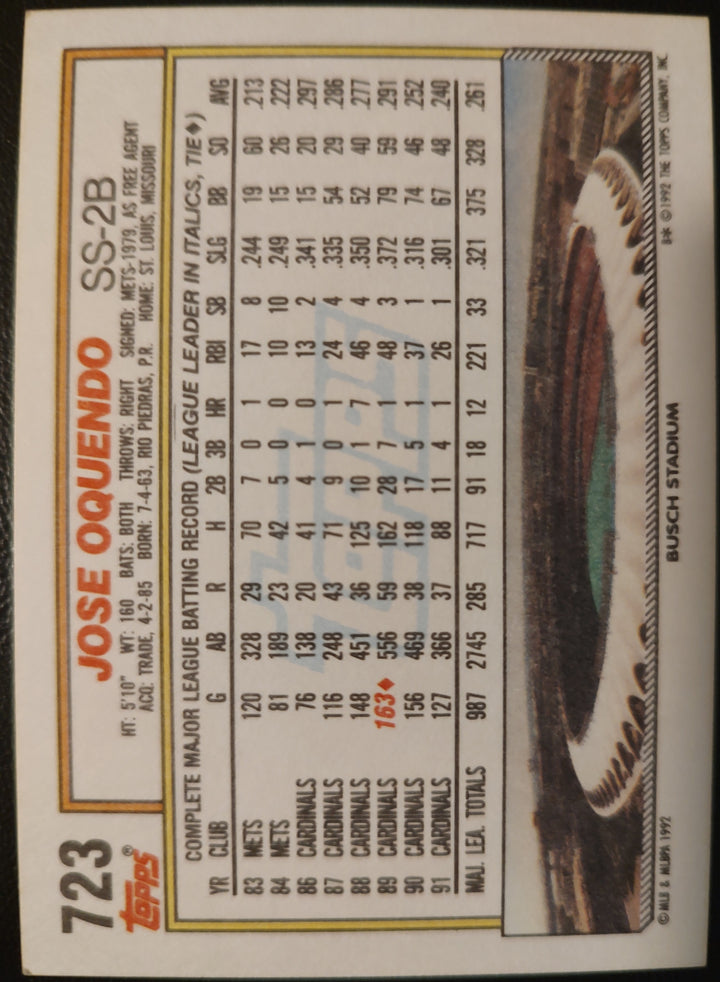 723
Topps®
JOSE OQUENDO SS-2B
HT: 5'10" WT: 160 BATS: BOTH THROWS: RIGHT SIGNED: METS-1979, AS FREE AGENT
ACQ: TRADE, 4-2-85 BORN: 7-4-63, RIO PIEDRAS, P.R. HOME: ST. LOUIS, MISSOURI
COMPLETE MAJOR LEAGUE BATTING RECORD (LEAGUE LEADER IN ITALICS, TIE♦)
YR CLUB G AB R H 2B 3B HR RBI SB SLG BB SO AVG
83 METS 120 328 29 70 7 0 1 17 8 .244 19 60 .213
84 METS 81 189 23 42 5 0 0 10 10 .249 15 26 .222
86 CARDINALS 76 138 20 41 4 1 0 13 2 .341 15 20 .297
87 CARDINALS 116 248 43 71 9 0 1 24 4 .335 54 29 .286
88 CARDINALS 148 451 36 125 10 1 7 46 4 .350 52 40 .277
89 CARDINALS 163♦ 556 59 162 28 7 1 48 3 .372 79 59 .291
90 CARDINALS 156 469 38 118 17 5 1 37 1 .316 74 46 .252
91 CARDINALS 127 366 37 88 11 4 1 26 1 .301 67 48 .240
MAJ. LEA. TOTALS 987 2745 285 717 91 18 12 221 33 .321 375 328 .261
Topps
© MLB & MLBPA 1992
BUSCH STADIUM
B* © 1992 THE TOPPS COMPANY, INC.